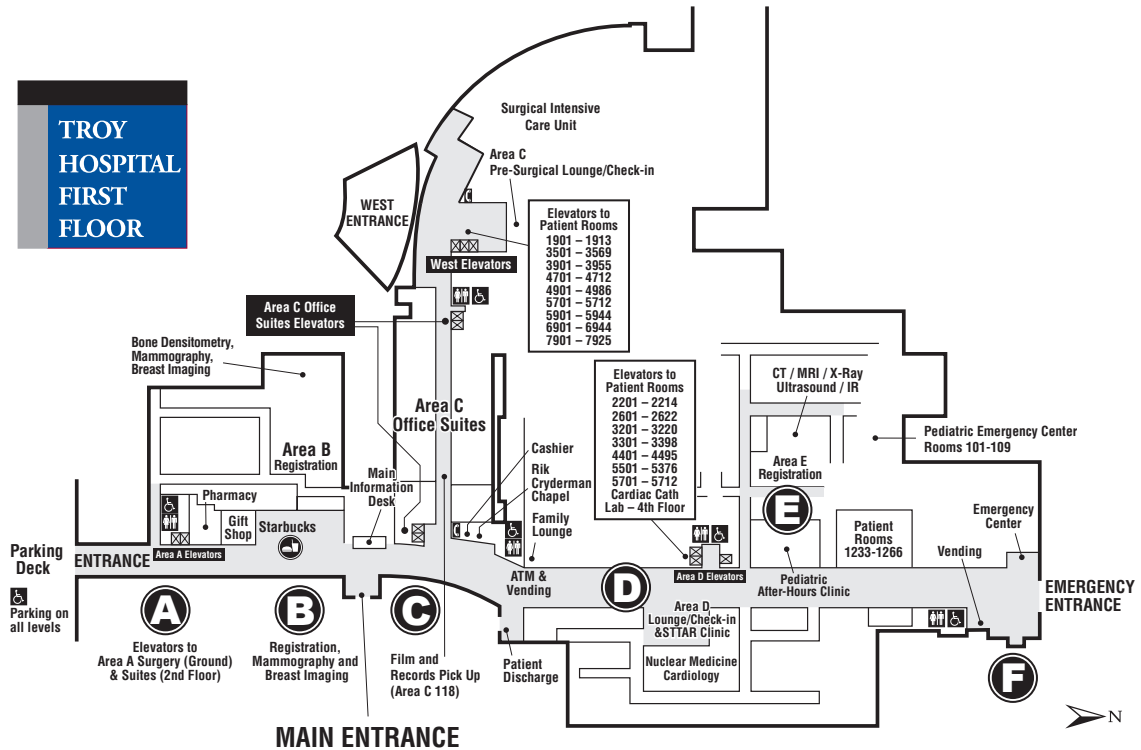 TROY
HOSPITAL
FIRST
FLOOR
Surgical Intensive
Care Unit
Area C
Pre-Surgical Lounge/Check-in
WEST
ENTRANCE
Elevators to
Patient Rooms
1901 – 1913
3501 – 3569
3901 – 3955
4701 – 4712
4901 – 4986
5701 – 5712
5901 – 5944
6901 – 6944
7901 – 7925
West Elevators
Area C Office
Suites Elevators
Bone Densitometry,
Mammography,
Breast Imaging
Elevators to
Patient Rooms
2201 – 2214
2601 – 2622
3201 – 3220
3301 – 3398
4401 – 4495
5501 – 5376
5701 – 5712
Cardiac Cath
Lab – 4th Floor
CT / MRI / X-Ray
Ultrasound / IR
Area C
Office Suites
Pediatric Emergency Center
Rooms 101-109
Area B
Registration
Cashier
Rik
Cryderman
Chapel
Family
Lounge
Area E
Registration
E
Main
Information
Desk
Pharmacy
Gift
Shop
Starbucks
Patient
Rooms
1233-1266
Emergency
Center
Vending
Parking
Deck
Parking on
all levels
ENTRANCE
Area A Elevators
ATM &
Vending
D
Area D Elevators
Pediatric
After-Hours Clinic
EMERGENCY
ENTRANCE
A
B
C
Area D
Lounge/Check-in
&STTAR Clinic
Elevators to
Area A Surgery (Ground)
& Suites (2nd Floor)
Registration,
Mammography and
Breast Imaging
Film and
Records Pick Up
(Area C 118)
Patient
Discharge
Nuclear Medicine
Cardiology
F
MAIN ENTRANCE
N